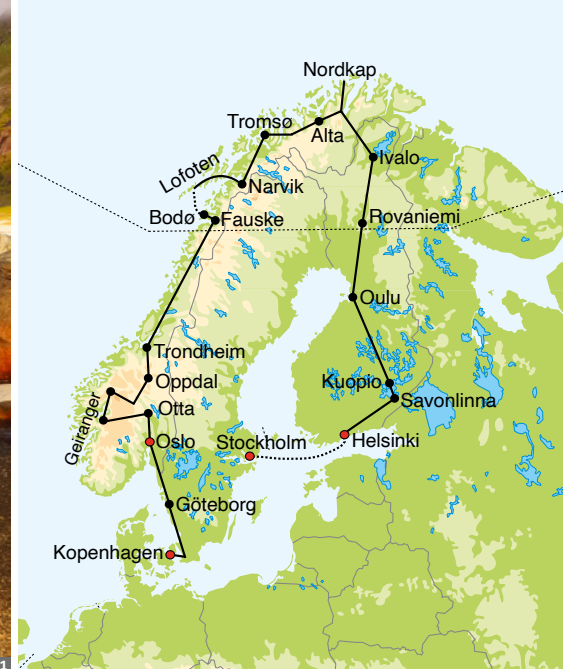 Nordkap
Tromsø
Alta
Ivalo
Lofoten
Narvik
Bodø
Fauske
Rovaniemi
Oulu
Trondheim
Oppdal
Kuopio
Savonlinna
Geiranger
Otta
Oslo
Stockholm
Helsinki
Göteborg
Kopenhagen
1